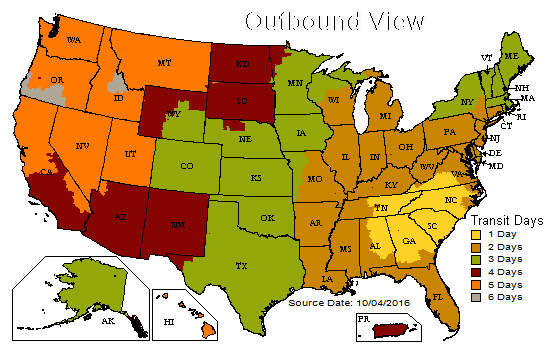 Outbound View
WA
MT
ND
MN
VT
ME
OR
ID
WY
SD
WI
MI
NY
NH
MA
RI
CT
NV
UT
CO
NE
IA
IL
IN
OH
PA
NJ
DE
MD
CA
KS
MO
KY
WV
VA
AZ
NM
OK
AR
TN
NC
SC
TX
LA
MS
AL
GA
FL
AK
HI
PR
Transit Days
1 Day
2 Days
3 Days
4 Days
5 Days
6 Days
Source Date: 10/04/2016